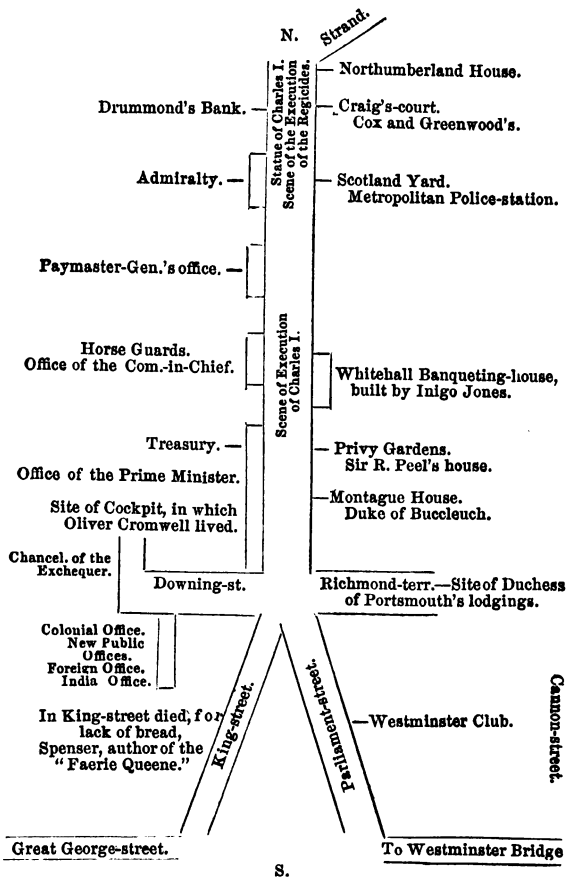 N.
Strand.
Northumberland House.
Statue of Charles I.
Scene of the Execution
of the Regicides.
Drummond's Bank.
Craig's-court.
Cox and Greenwood's.
Admiralty.
Scotland Yard.
Metropolitan Police-station.
Paymaster-Gen.'s office.
Scene of Execution
of Charles I.
Horse Guards.
Office of the Com.-in-Chief.
Whitehall Banqueting-house,
built by Inigo Jones.
Treasury.
Privy Gardens.
Sir R. Peel's house.
Office of the Prime Minister.
Montague House.
Duke of Buccleuch.
Site of Cockpit, in which
Oliver Cromwell lived.
Chancel. of the
Exchequer.
Downing-st.
Richmond-terr.—Site of Duchess
of Portsmouth's lodgings.
Colonial Office.
New Public
Offices.
Foreign Office.
India Office.
King-street.
Parliament-street.
Cannon-street.
In King-street died, for
lack of bread,
Spenser, author of the
"Faerie Queene."
Westminster Club.
Great George-street.
To Westminster Bridge
S.